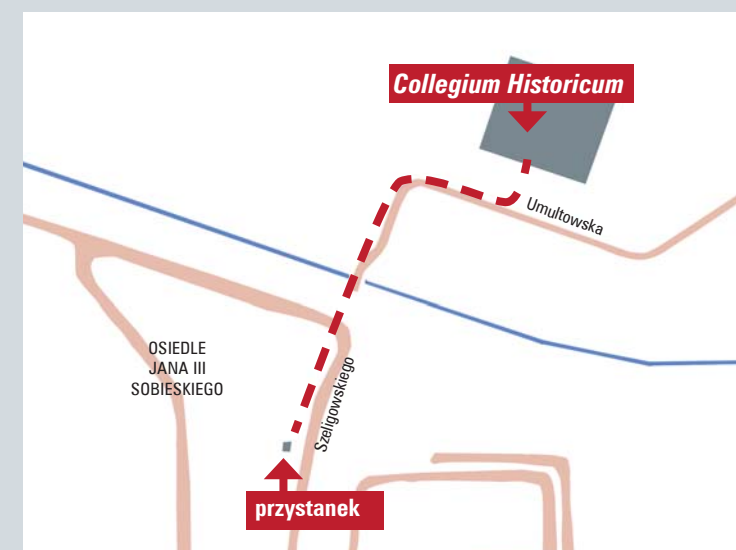 Collegium Historicum
Umultowska
OSIEDLE
JANA III
SOBIESKIEGO
Szeligowskiego
przystanek